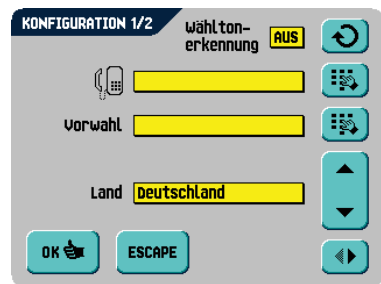 KONFIGURATION 1/2
Wählton-
erkennung AUS
Vorwahl
Land Deutschland
OK ESCAPE